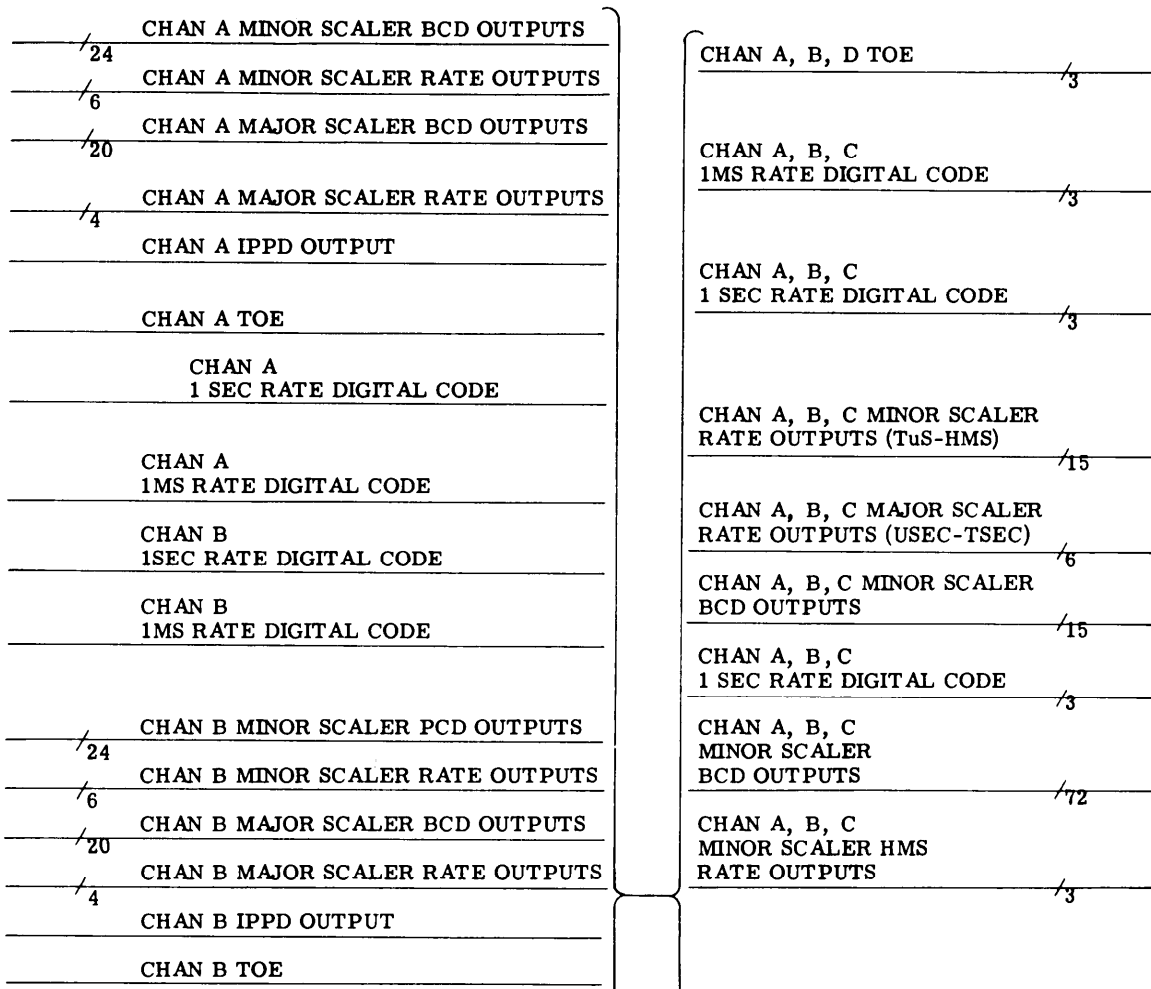 CHAN A MINOR SCALER BCD OUTPUTS
/24
CHAN A MINOR SCALER RATE OUTPUTS
/6
CHAN A MAJOR SCALER BCD OUTPUTS
/20
CHAN A MAJOR SCALER RATE OUTPUTS
/4
CHAN A IPPD OUTPUT
CHAN A TOE
CHAN A
1 SEC RATE DIGITAL CODE
CHAN A
1MS RATE DIGITAL CODE
CHAN B
1SEC RATE DIGITAL CODE
CHAN B
1MS RATE DIGITAL CODE
CHAN B MINOR SCALER PCD OUTPUTS
/24
CHAN B MINOR SCALER RATE OUTPUTS
/6
CHAN B MAJOR SCALER BCD OUTPUTS
/20
CHAN B MAJOR SCALER RATE OUTPUTS
/4
CHAN B IPPD OUTPUT
CHAN B TOE
CHAN A, B, D TOE
/3
CHAN A, B, C
1MS RATE DIGITAL CODE
/3
CHAN A, B, C
1 SEC RATE DIGITAL CODE
/3
CHAN A, B, C MINOR SCALER
RATE OUTPUTS (TuS-HMS)
/15
CHAN A, B, C MAJOR SCALER
RATE OUTPUTS (USEC-TSEC)
/6
CHAN A, B, C MINOR SCALER
BCD OUTPUTS
/15
CHAN A, B, C
1 SEC RATE DIGITAL CODE
/3
CHAN A, B, C
MINOR SCALER
BCD OUTPUTS
/72
CHAN A, B, C
MINOR SCALER HMS
RATE OUTPUTS
/3